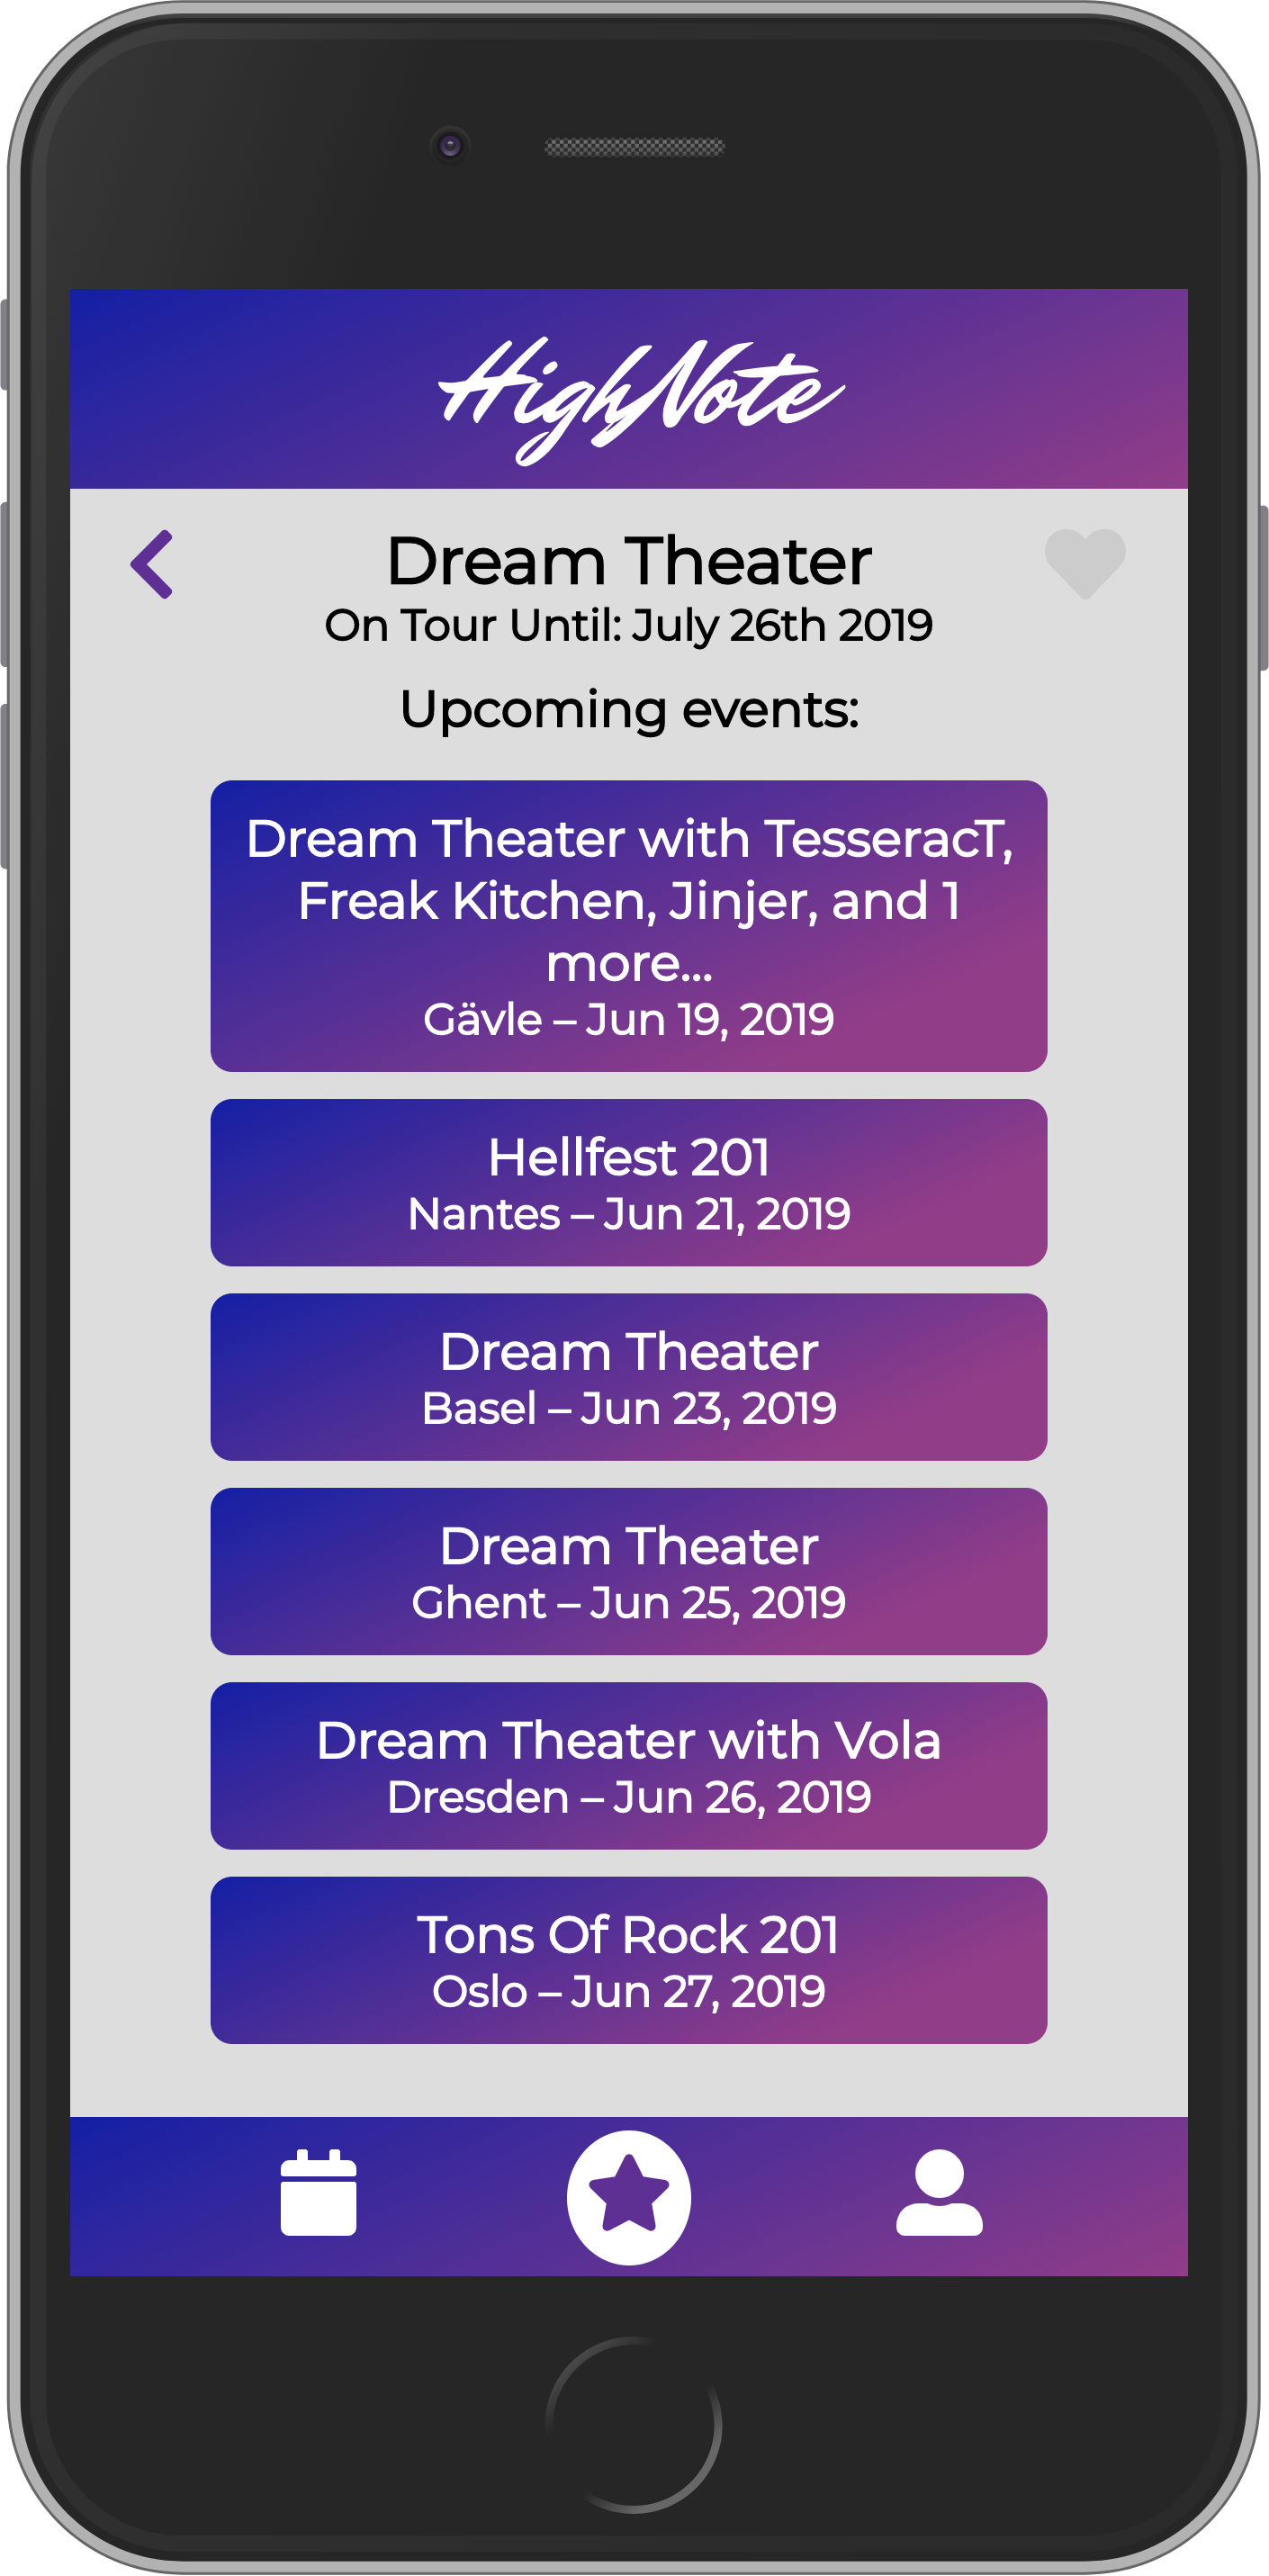 HighNote
Dream Theater
On Tour Until: July 26th 2019
Upcoming events:
Dream Theater with TesseracT,
Freak Kitchen, Jinjer, and 1
more...
Gävle – Jun 19, 2019
Hellfest 201
Nantes – Jun 21, 2019
Dream Theater
Basel – Jun 23, 2019
Dream Theater
Ghent – Jun 25, 2019
Dream Theater with Vola
Dresden – Jun 26, 2019
Tons Of Rock 201
Oslo – Jun 27, 2019